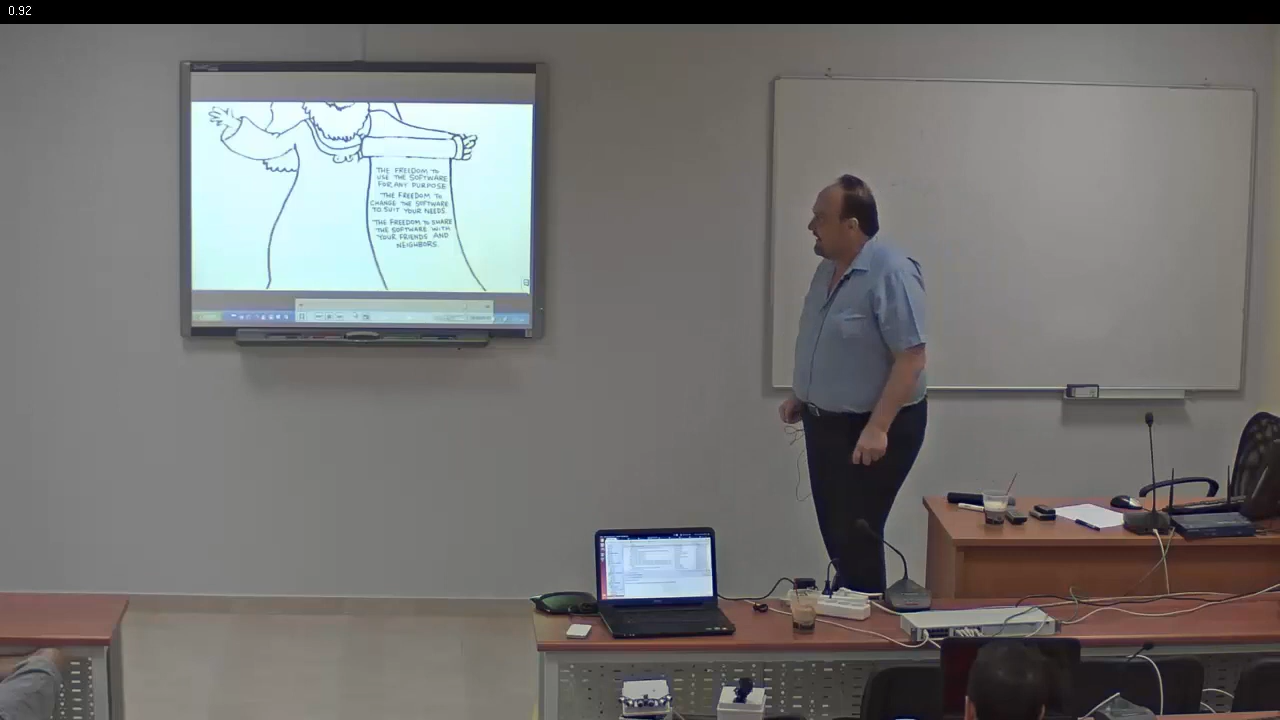 0.92
THE FREEDOM TO
USE THE SOFTWARE
FOR ANY PURPOSE
THE FREEDOM TO
CHANGE THE SOFTWARE
TO SUIT YOUR NEEDS.
THE FREEDOM TO SHARE
THE SOFTWARE WITH
YOUR FRIENDS AND
NEIGHBORS.